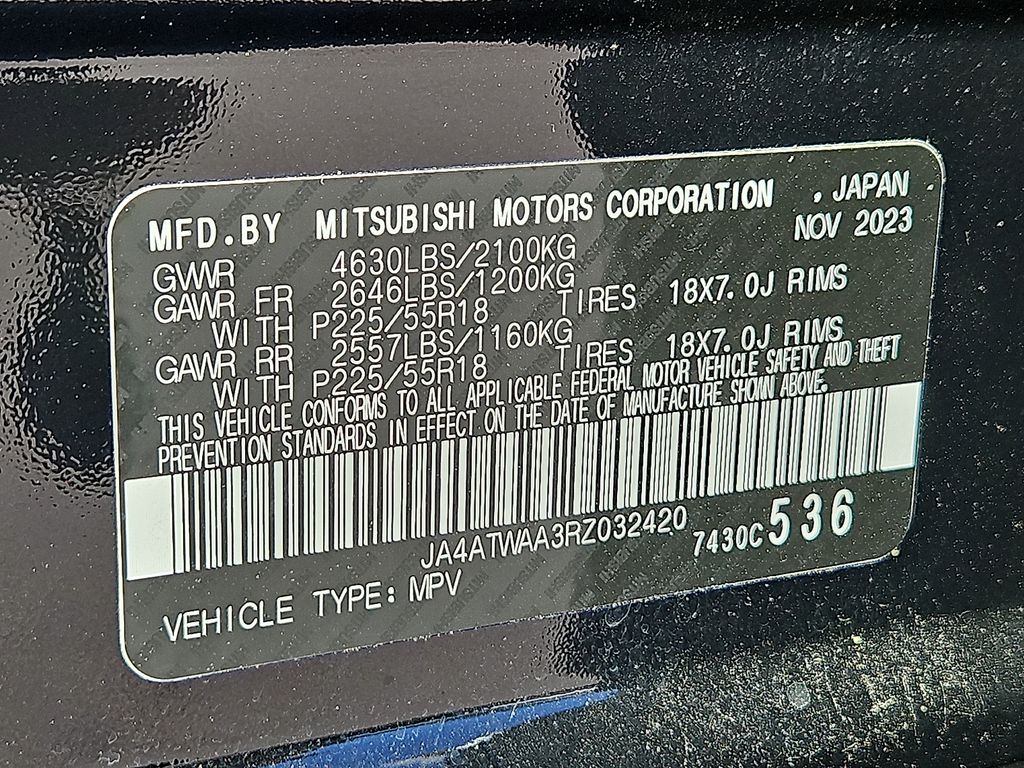 MFD.BY MITSUBISHI MOTORS CORPORATION , JAPAN
NOV 2023
GVWR 4630LBS/2100KG
GAWR FR 2646LBS/1200KG
WITH P225/55R18 TIRES 18X7.0J RIMS
GAWR RR 2557LBS/1160KG
WITH P225/55R18 TIRES 18X7.0J RIMS
THIS VEHICLE CONFORMS TO ALL APPLICABLE FEDERAL MOTOR VEHICLE SAFETY AND THEFT
PREVENTION STANDARDS IN EFFECT ON THE DATE OF MANUFACTURE SHOWN ABOVE.
JA4ATWAA3RZ032420 7430C536
VEHICLE TYPE: MPV